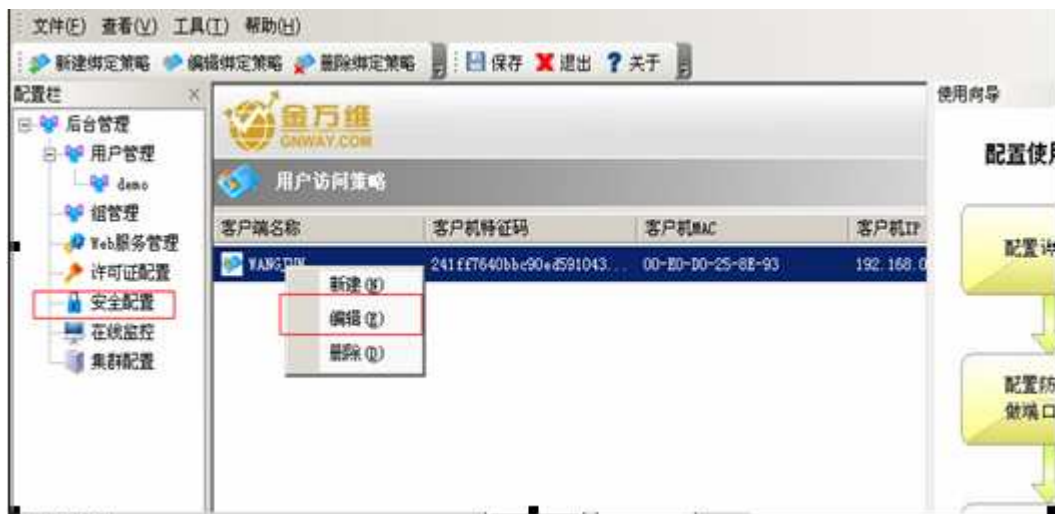 文件(F) 查看(V) 工具(T) 帮助(H)
新建绑定策略 编辑绑定策略 删除绑定策略 保存 退出 关于
配置栏
使用向导
后台管理
用户管理
demo
组管理
Web服务管理
许可证配置
安全配置
在线监控
集群配置
金万维
GNWAY.COM
用户访问策略
客户端名称 客户机特征码 客户机MAC 客户机IP
241ff7640bbc90ed591043... 00-E0-D0-25-8E-93 192.168.0
新建(N)
编辑(E)
删除(D)
配置使用
配置许
配置防
做端口